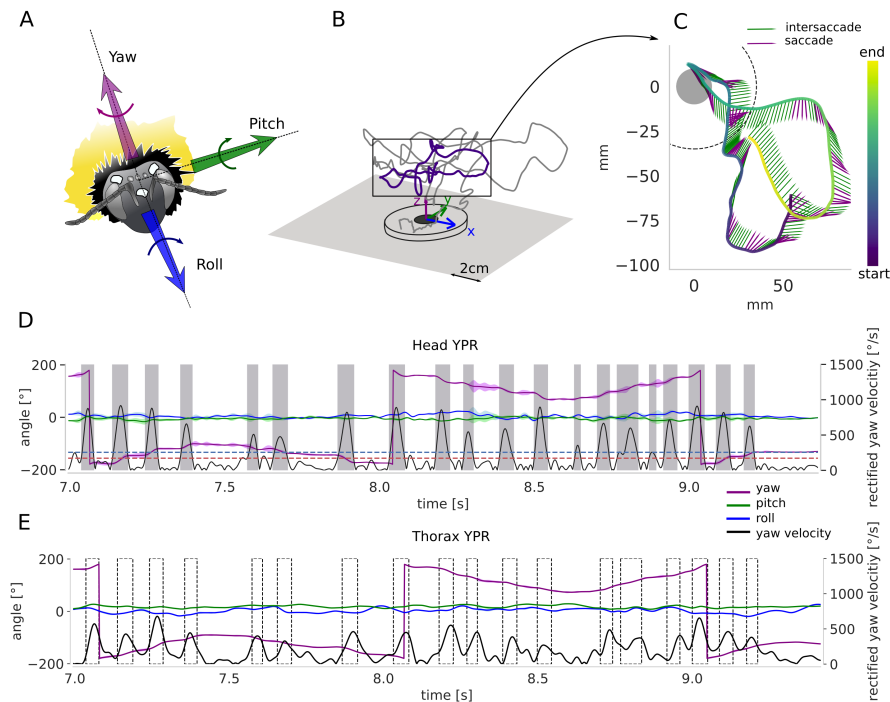 A
Yaw
Pitch
Roll
B
z
y
x
2cm
C
intersaccade
saccade
end
start
0
−25
−50
−75
−100
mm
0
50
mm
D
Head YPR
200
0
−200
angle [°]
1500
1000
500
0
rectified yaw velocitiy [°/s]
7.0
7.5
8.0
8.5
9.0
time [s]
yaw
pitch
roll
yaw velocity
E
Thorax YPR
200
0
−200
angle [°]
1500
1000
500
0
rectified yaw velocitiy [°/s]
7.0
7.5
8.0
8.5
9.0
time [s]